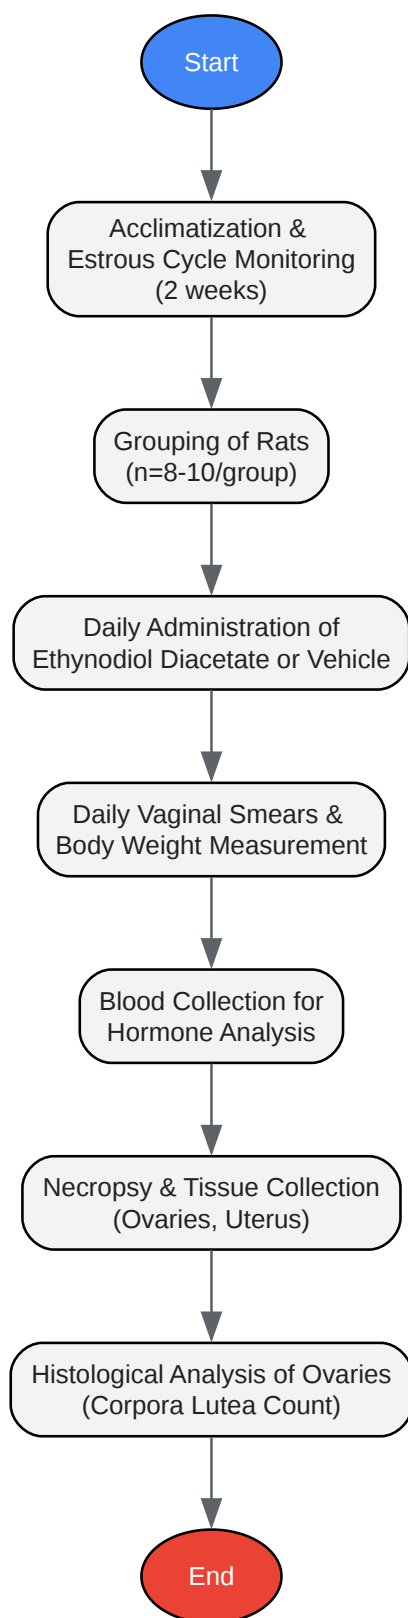 Start
Acclimatization &
Estrous Cycle Monitoring
(2 weeks)
Grouping of Rats
(n=8-10/group)
Daily Administration of
Ethynodiol Diacetate or Vehicle
Daily Vaginal Smears &
Body Weight Measurement
Blood Collection for
Hormone Analysis
Necropsy & Tissue Collection
(Ovaries, Uterus)
Histological Analysis of Ovaries
(Corpora Lutea Count)
End